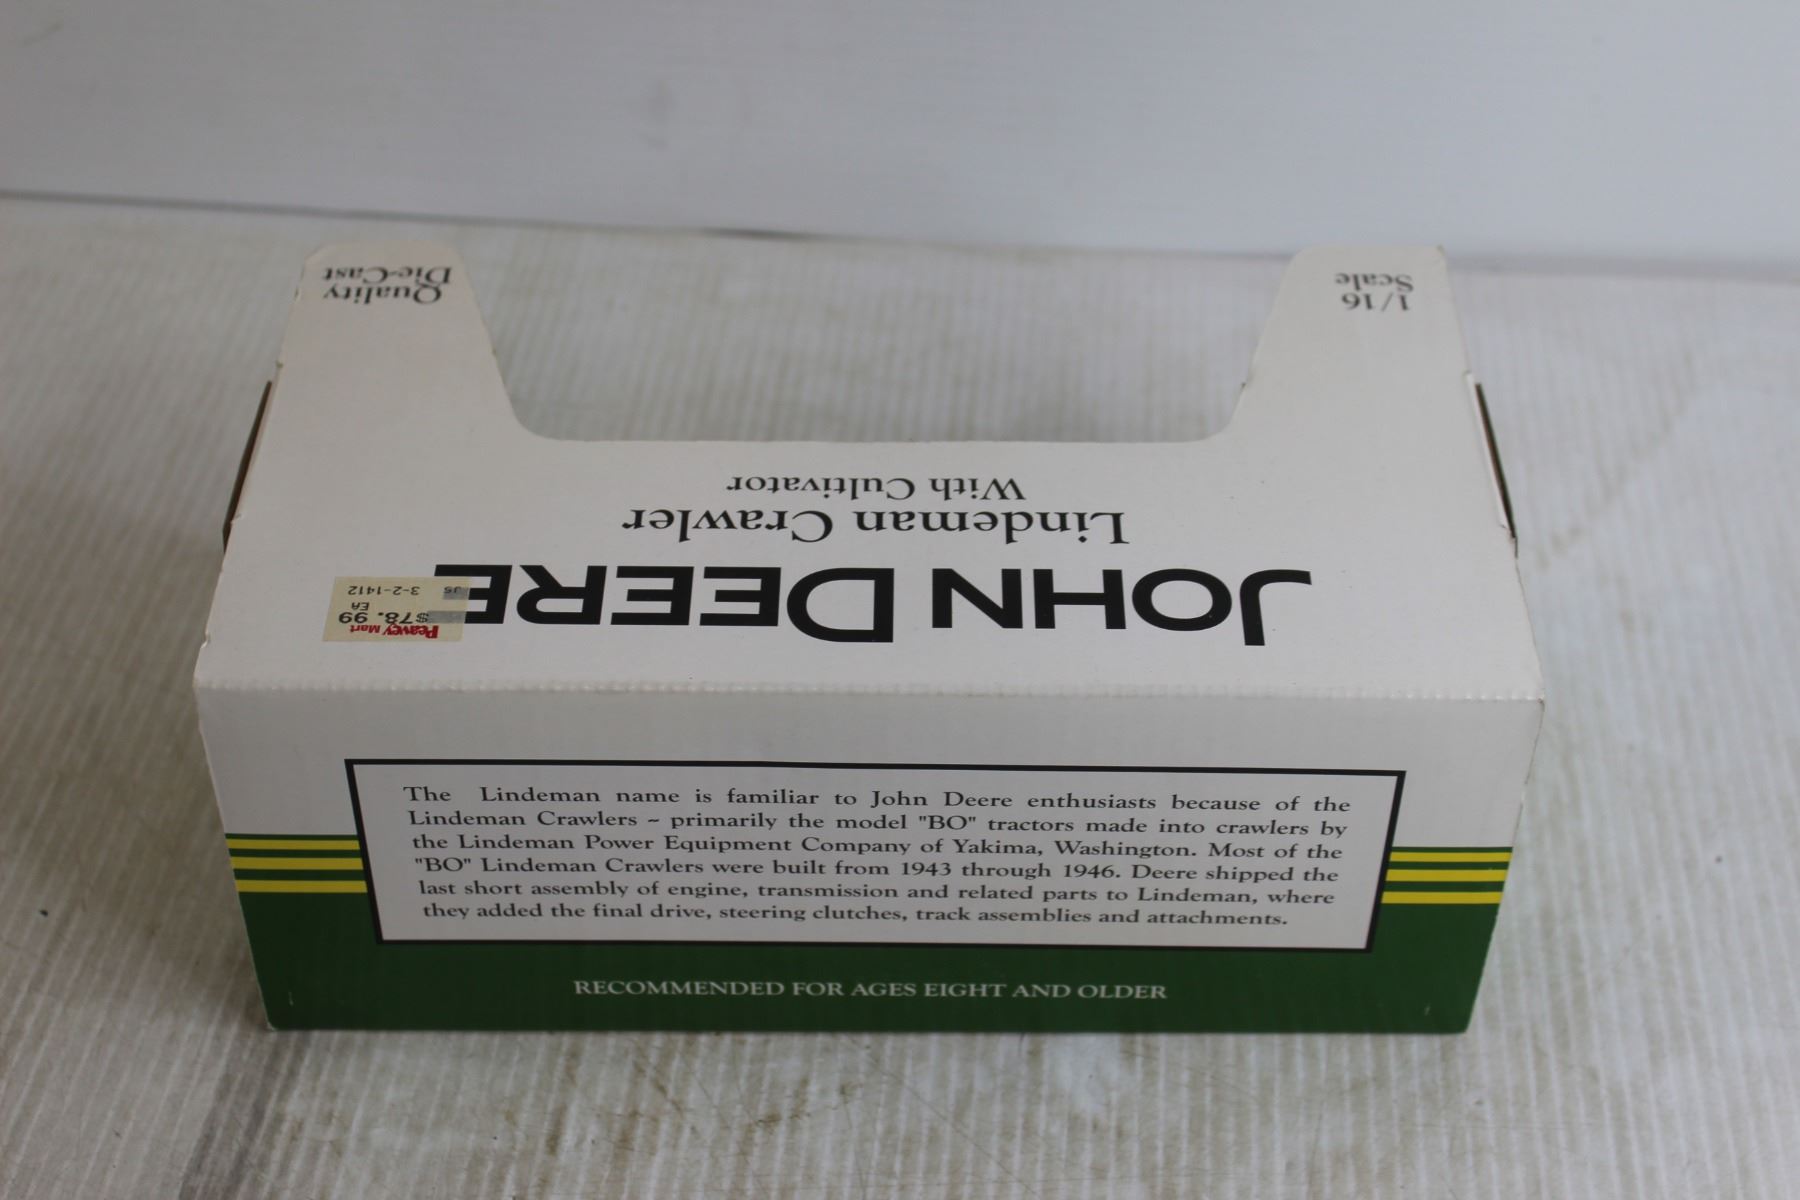 Quality
Die-Cast
1/16
Scale
JOHN DEERE
Lindeman Crawler
With Cultivator
Peavey Mart
$78.99
EA
3-2-1412 JS
The Lindeman name is familiar to John Deere enthusiasts because of the
Lindeman Crawlers ~ primarily the model "BO" tractors made into crawlers by
the Lindeman Power Equipment Company of Yakima, Washington. Most of the
"BO" Lindeman Crawlers were built from 1943 through 1946. Deere shipped the
last short assembly of engine, transmission and related parts to Lindeman, where
they added the final drive, steering clutches, track assemblies and attachments.
RECOMMENDED FOR AGES EIGHT AND OLDER